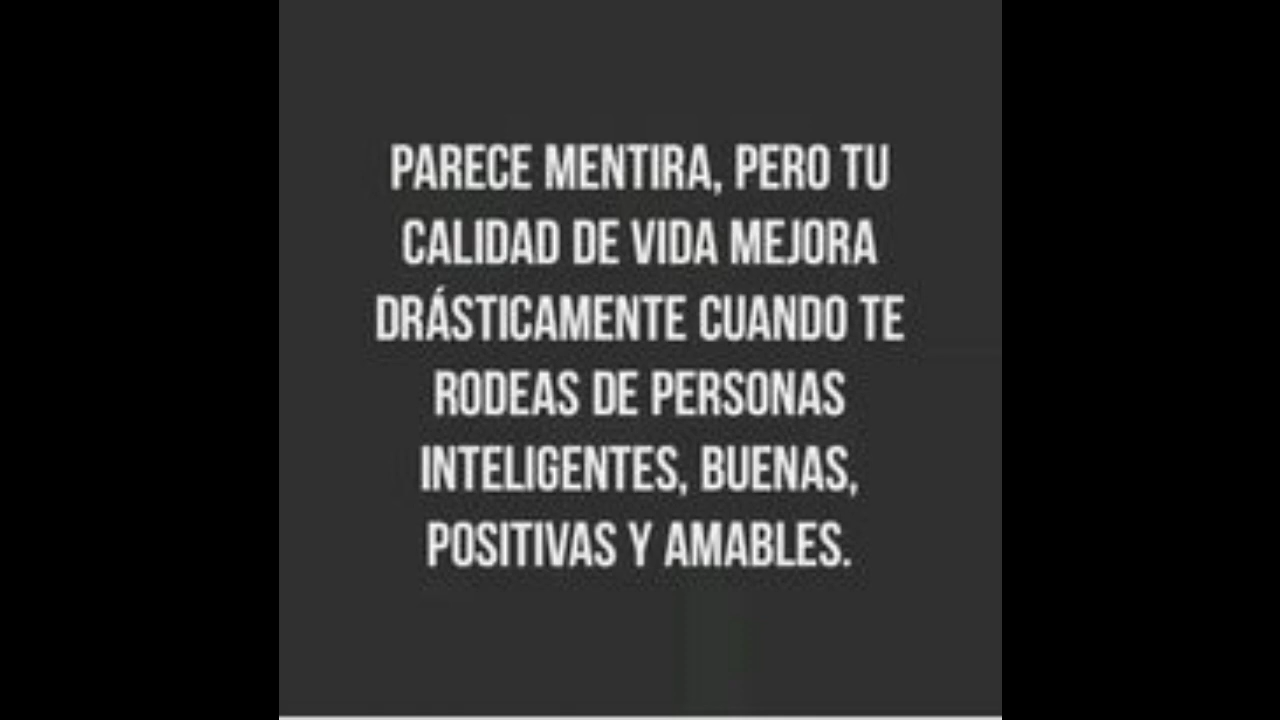 PARECE MENTIRA, PERO TU
CALIDAD DE VIDA MEJORA
DRÁSTICAMENTE CUANDO TE
RODEAS DE PERSONAS
INTELIGENTES, BUENAS,
POSITIVAS Y AMABLES.